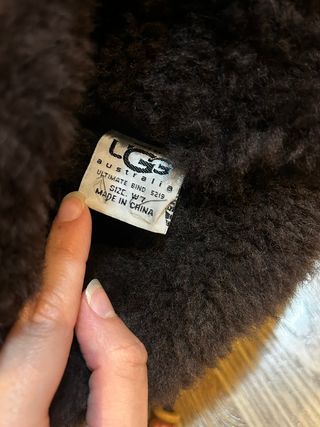 UGG
australia
ULTIMATE BIND 5219
SIZE: W7
MADE IN CHINA